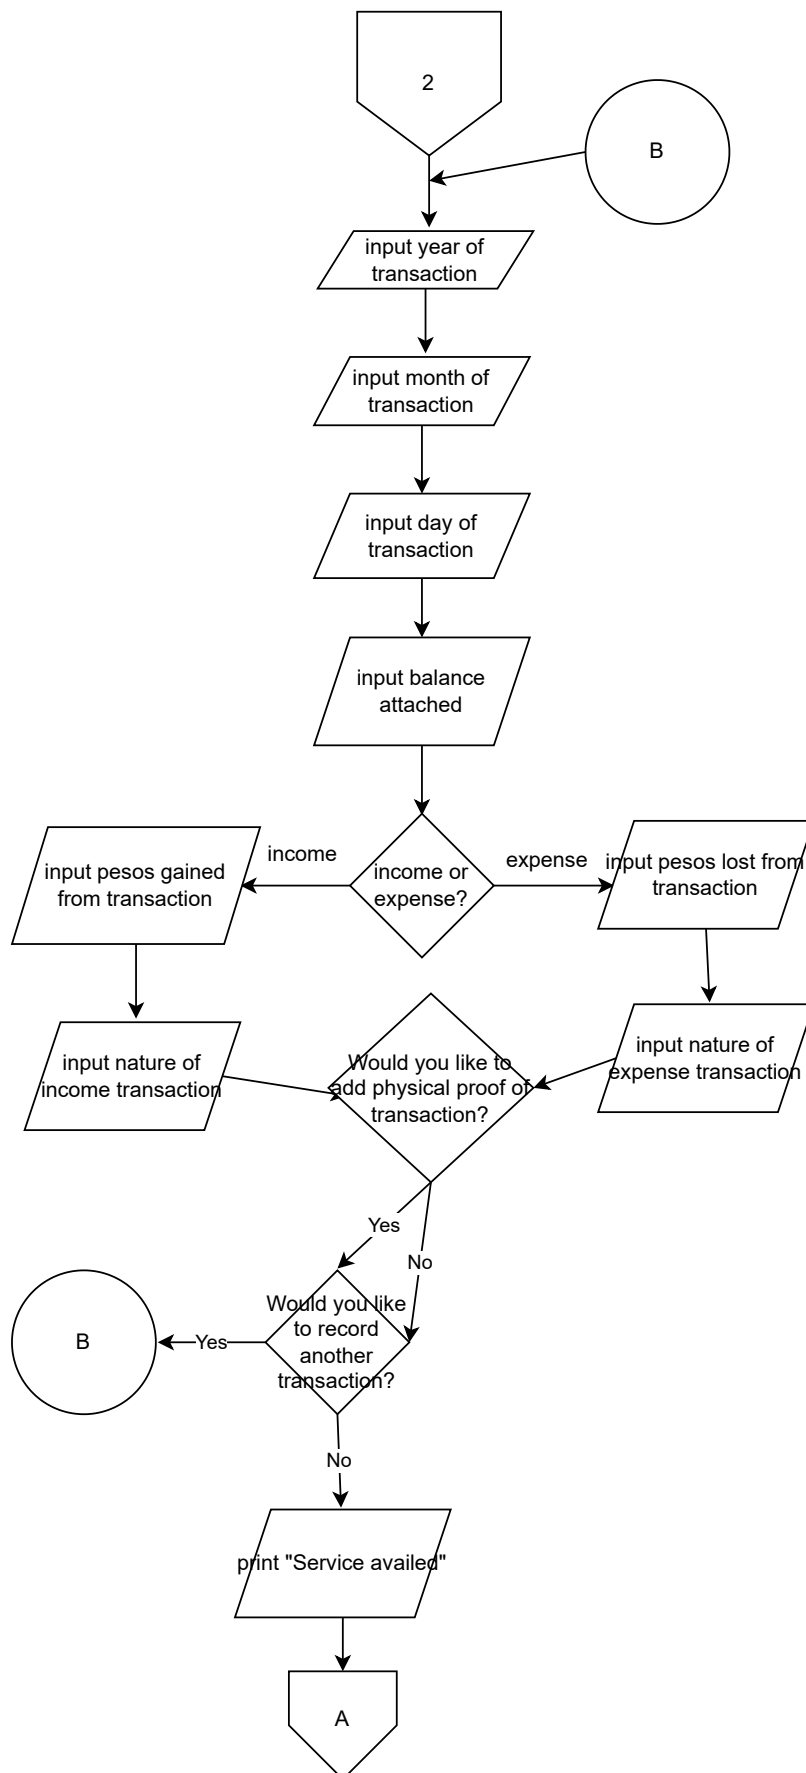 2
B
input year of
transaction
input month of
transaction
input day of
transaction
input balance
attached
income
expense
input pesos gained
from transaction
income or
expense?
input pesos lost from
transaction
input nature of
income transaction
Would you like to
add physical proof of
transaction?
input nature of
expense transaction
Yes
No
B
Yes
Would you like
to record
another
transaction?
No
print "Service availed"
A